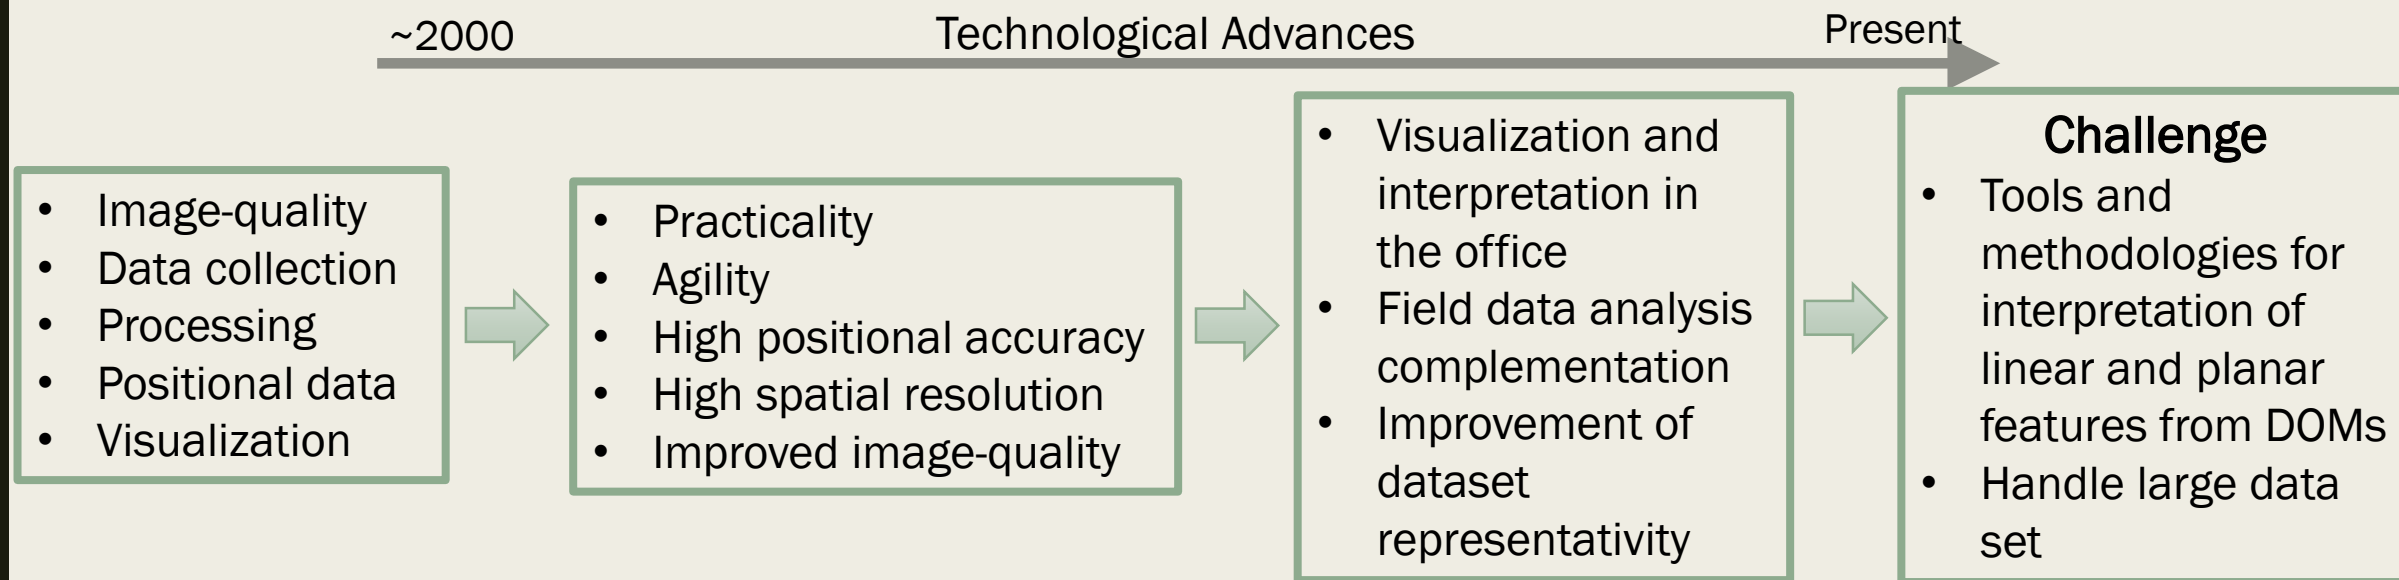 ~2000
Technological Advances
Present
• Image-quality
• Data collection
• Processing
• Positional data
• Visualization
• Practicality
• Agility
• High positional accuracy
• High spatial resolution
• Improved image-quality
• Visualization and
interpretation in
the office
• Field data analysis
complementation
• Improvement of
dataset
representativity
Challenge
• Tools and
methodologies for
interpretation of
linear and planar
features from DOMs
• Handle large data
set